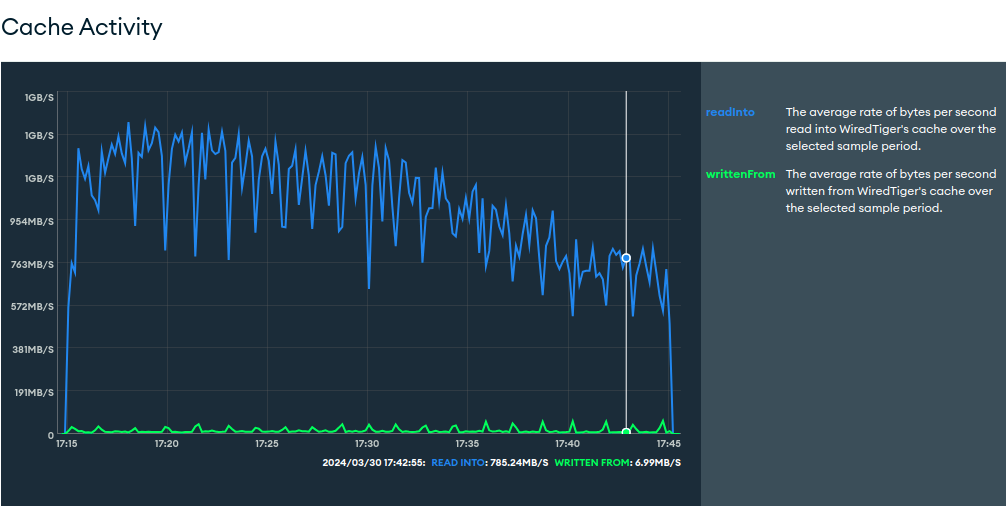 Cache Activity
1GB/S
1GB/S
1GB/S
954MB/S
763MB/S
572MB/S
381MB/S
191MB/S
0
17:15 17:20 17:25 17:30 17:35 17:40 17:45
2024/03/30 17:42:55: READ INTO: 785.24MB/S WRITTEN FROM: 6.99MB/S
readInto The average rate of bytes per second
read into WiredTiger's cache over the
selected sample period.
writtenFrom The average rate of bytes per second
written from WiredTiger's cache over
the selected sample period.